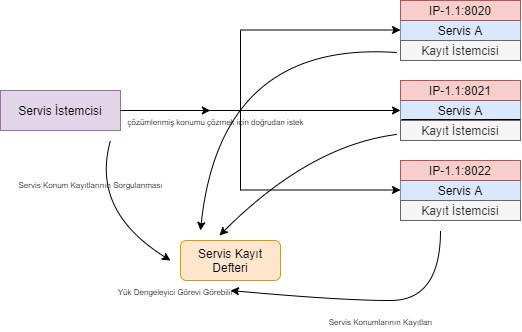 IP-1.1:8020
Servis A
Kayıt İstemcisi
IP-1.1:8021
Servis İstemcisi
Servis A
çözümlenmiş konumu çözmek için doğrudan istek
Kayıt İstemcisi
IP-1.1:8022
Servis Konum Kayıtlarının Sorgulanması
Servis A
Kayıt İstemcisi
Servis Kayıt
Defteri
Yük Dengeleyici Görevi Görebilir
Servis Konumlarının Kayıtları